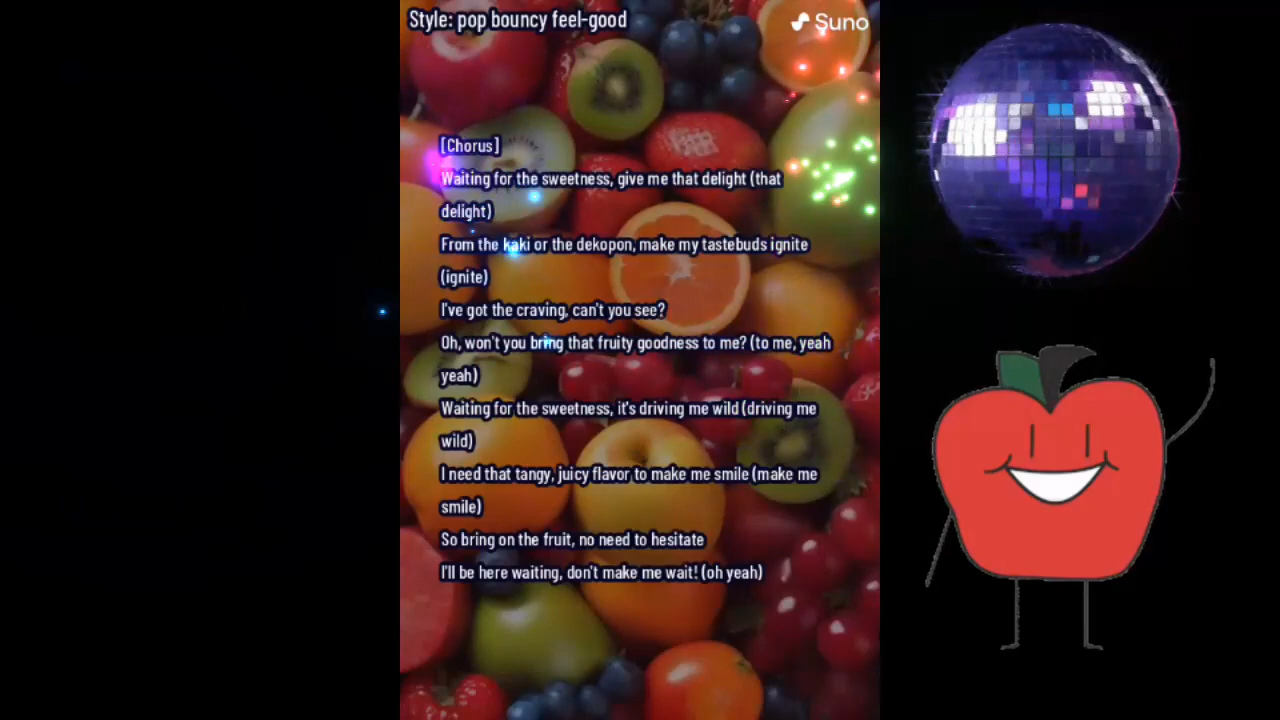 Style: pop bouncy feel-good
Suno
[Chorus]
Waiting for the sweetness, give me that delight (that
delight)
From the kaki or the dekopon, make my tastebuds ignite
(ignite)
I've got the craving, can't you see?
Oh, won't you bring that fruity goodness to me? (to me, yeah
yeah)
Waiting for the sweetness, it's driving me wild (driving me
wild)
I need that tangy, juicy flavor to make me smile (make me
smile)
So bring on the fruit, no need to hesitate
I'll be here waiting, don't make me wait! (oh yeah)